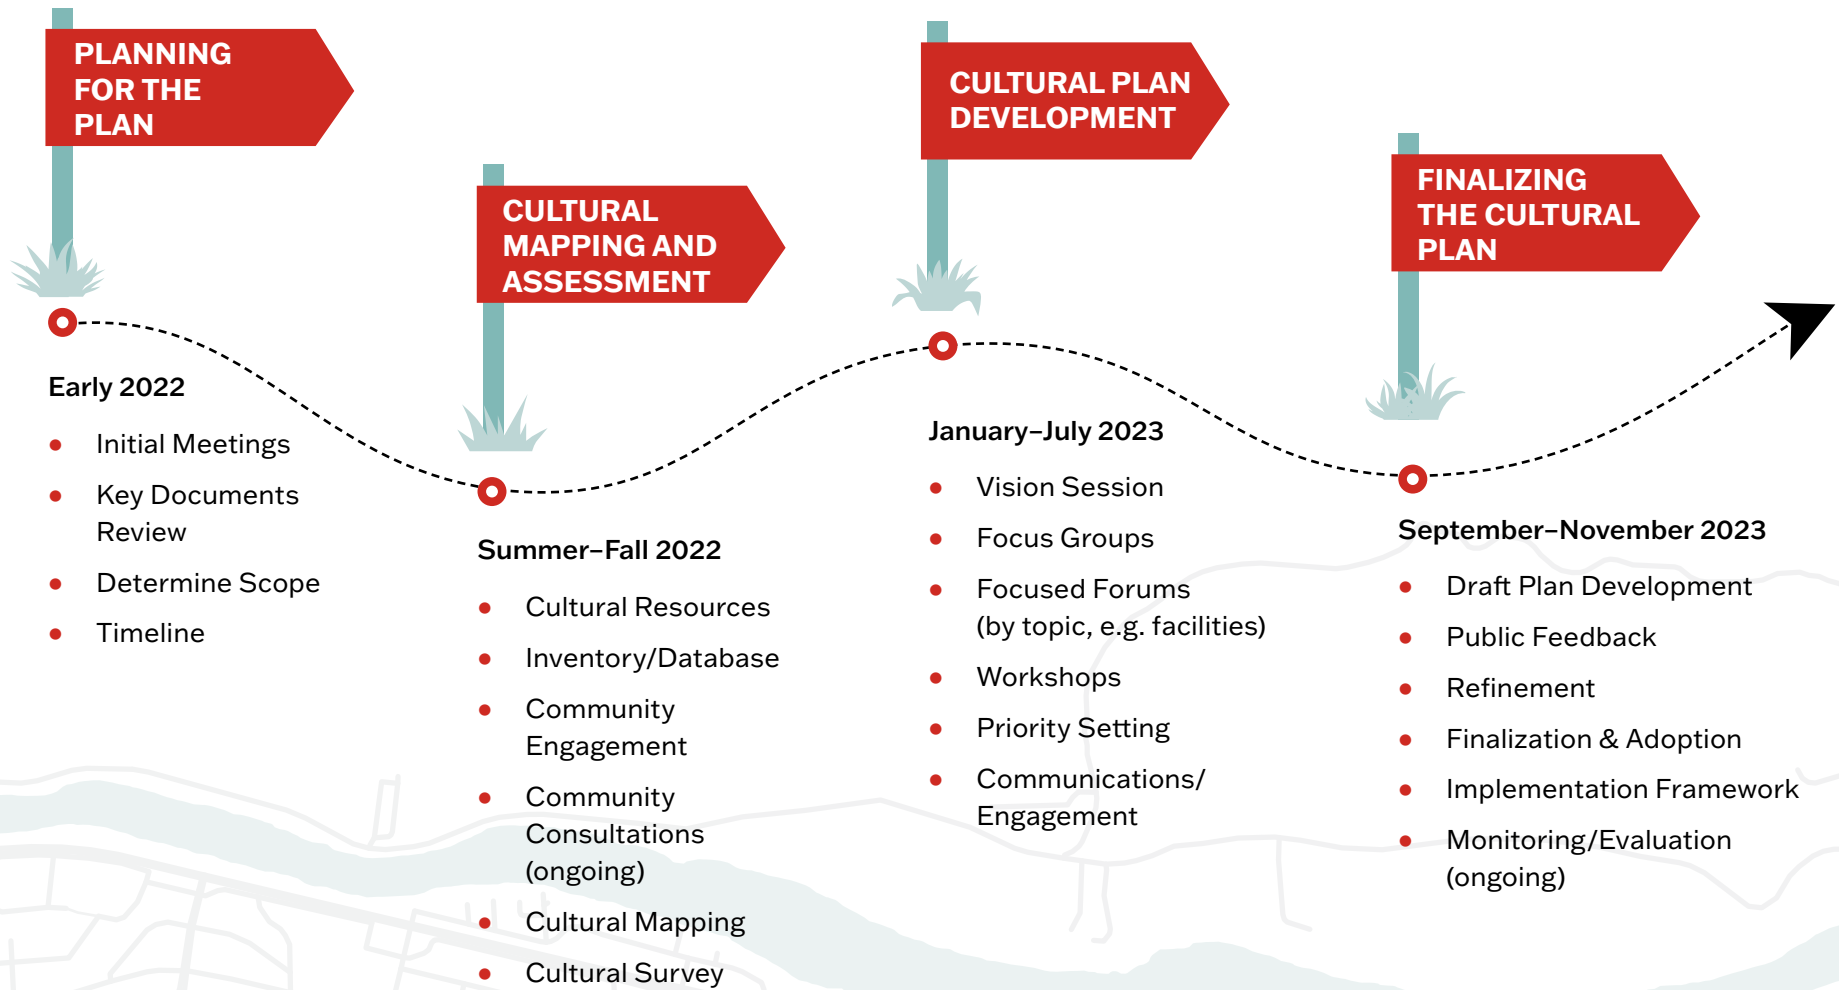 PLANNING
FOR THE
PLAN
Early 2022
Initial Meetings
Key Documents
Review
Determine Scope
Timeline
CULTURAL
MAPPING AND
ASSESSMENT
Summer–Fall 2022
Cultural Resources
Inventory/Database
Community
Engagement
Community
Consultations
(ongoing)
Cultural Mapping
Cultural Survey
CULTURAL PLAN
DEVELOPMENT
January–July 2023
Vision Session
Focus Groups
Focused Forums
(by topic, e.g. facilities)
Workshops
Priority Setting
Communications/
Engagement
FINALIZING
THE CULTURAL
PLAN
September–November 2023
Draft Plan Development
Public Feedback
Refinement
Finalization & Adoption
Implementation Framework
Monitoring/Evaluation
(ongoing)